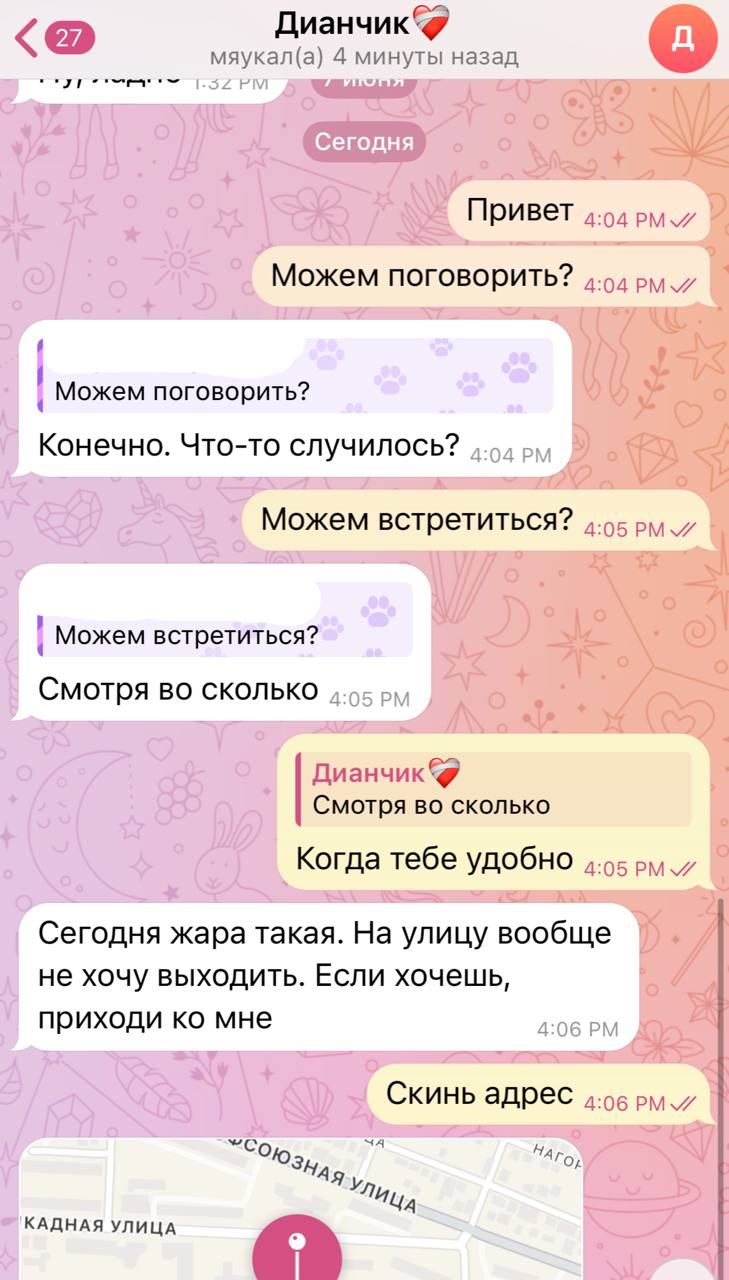 27
Дианчик❤️‍🩹
мяукал(а) 4 минуты назад
Д
Ну, ладно 1:32 PM
7 июня
Сегодня
Привет 4:04 PM
Можем поговорить? 4:04 PM
Можем поговорить?
Конечно. Что-то случилось? 4:04 PM
Можем встретиться? 4:05 PM
Можем встретиться?
Смотря во сколько 4:05 PM
Дианчик❤️‍🩹
Смотря во сколько
Когда тебе удобно 4:05 PM
Сегодня жара такая. На улицу вообще
не хочу выходить. Если хочешь,
приходи ко мне 4:06 PM
Скинь адрес 4:06 PM
ФСОЮЗНАЯ УЛИЦА
ЦА
НАГОР
КАДНАЯ УЛИЦА